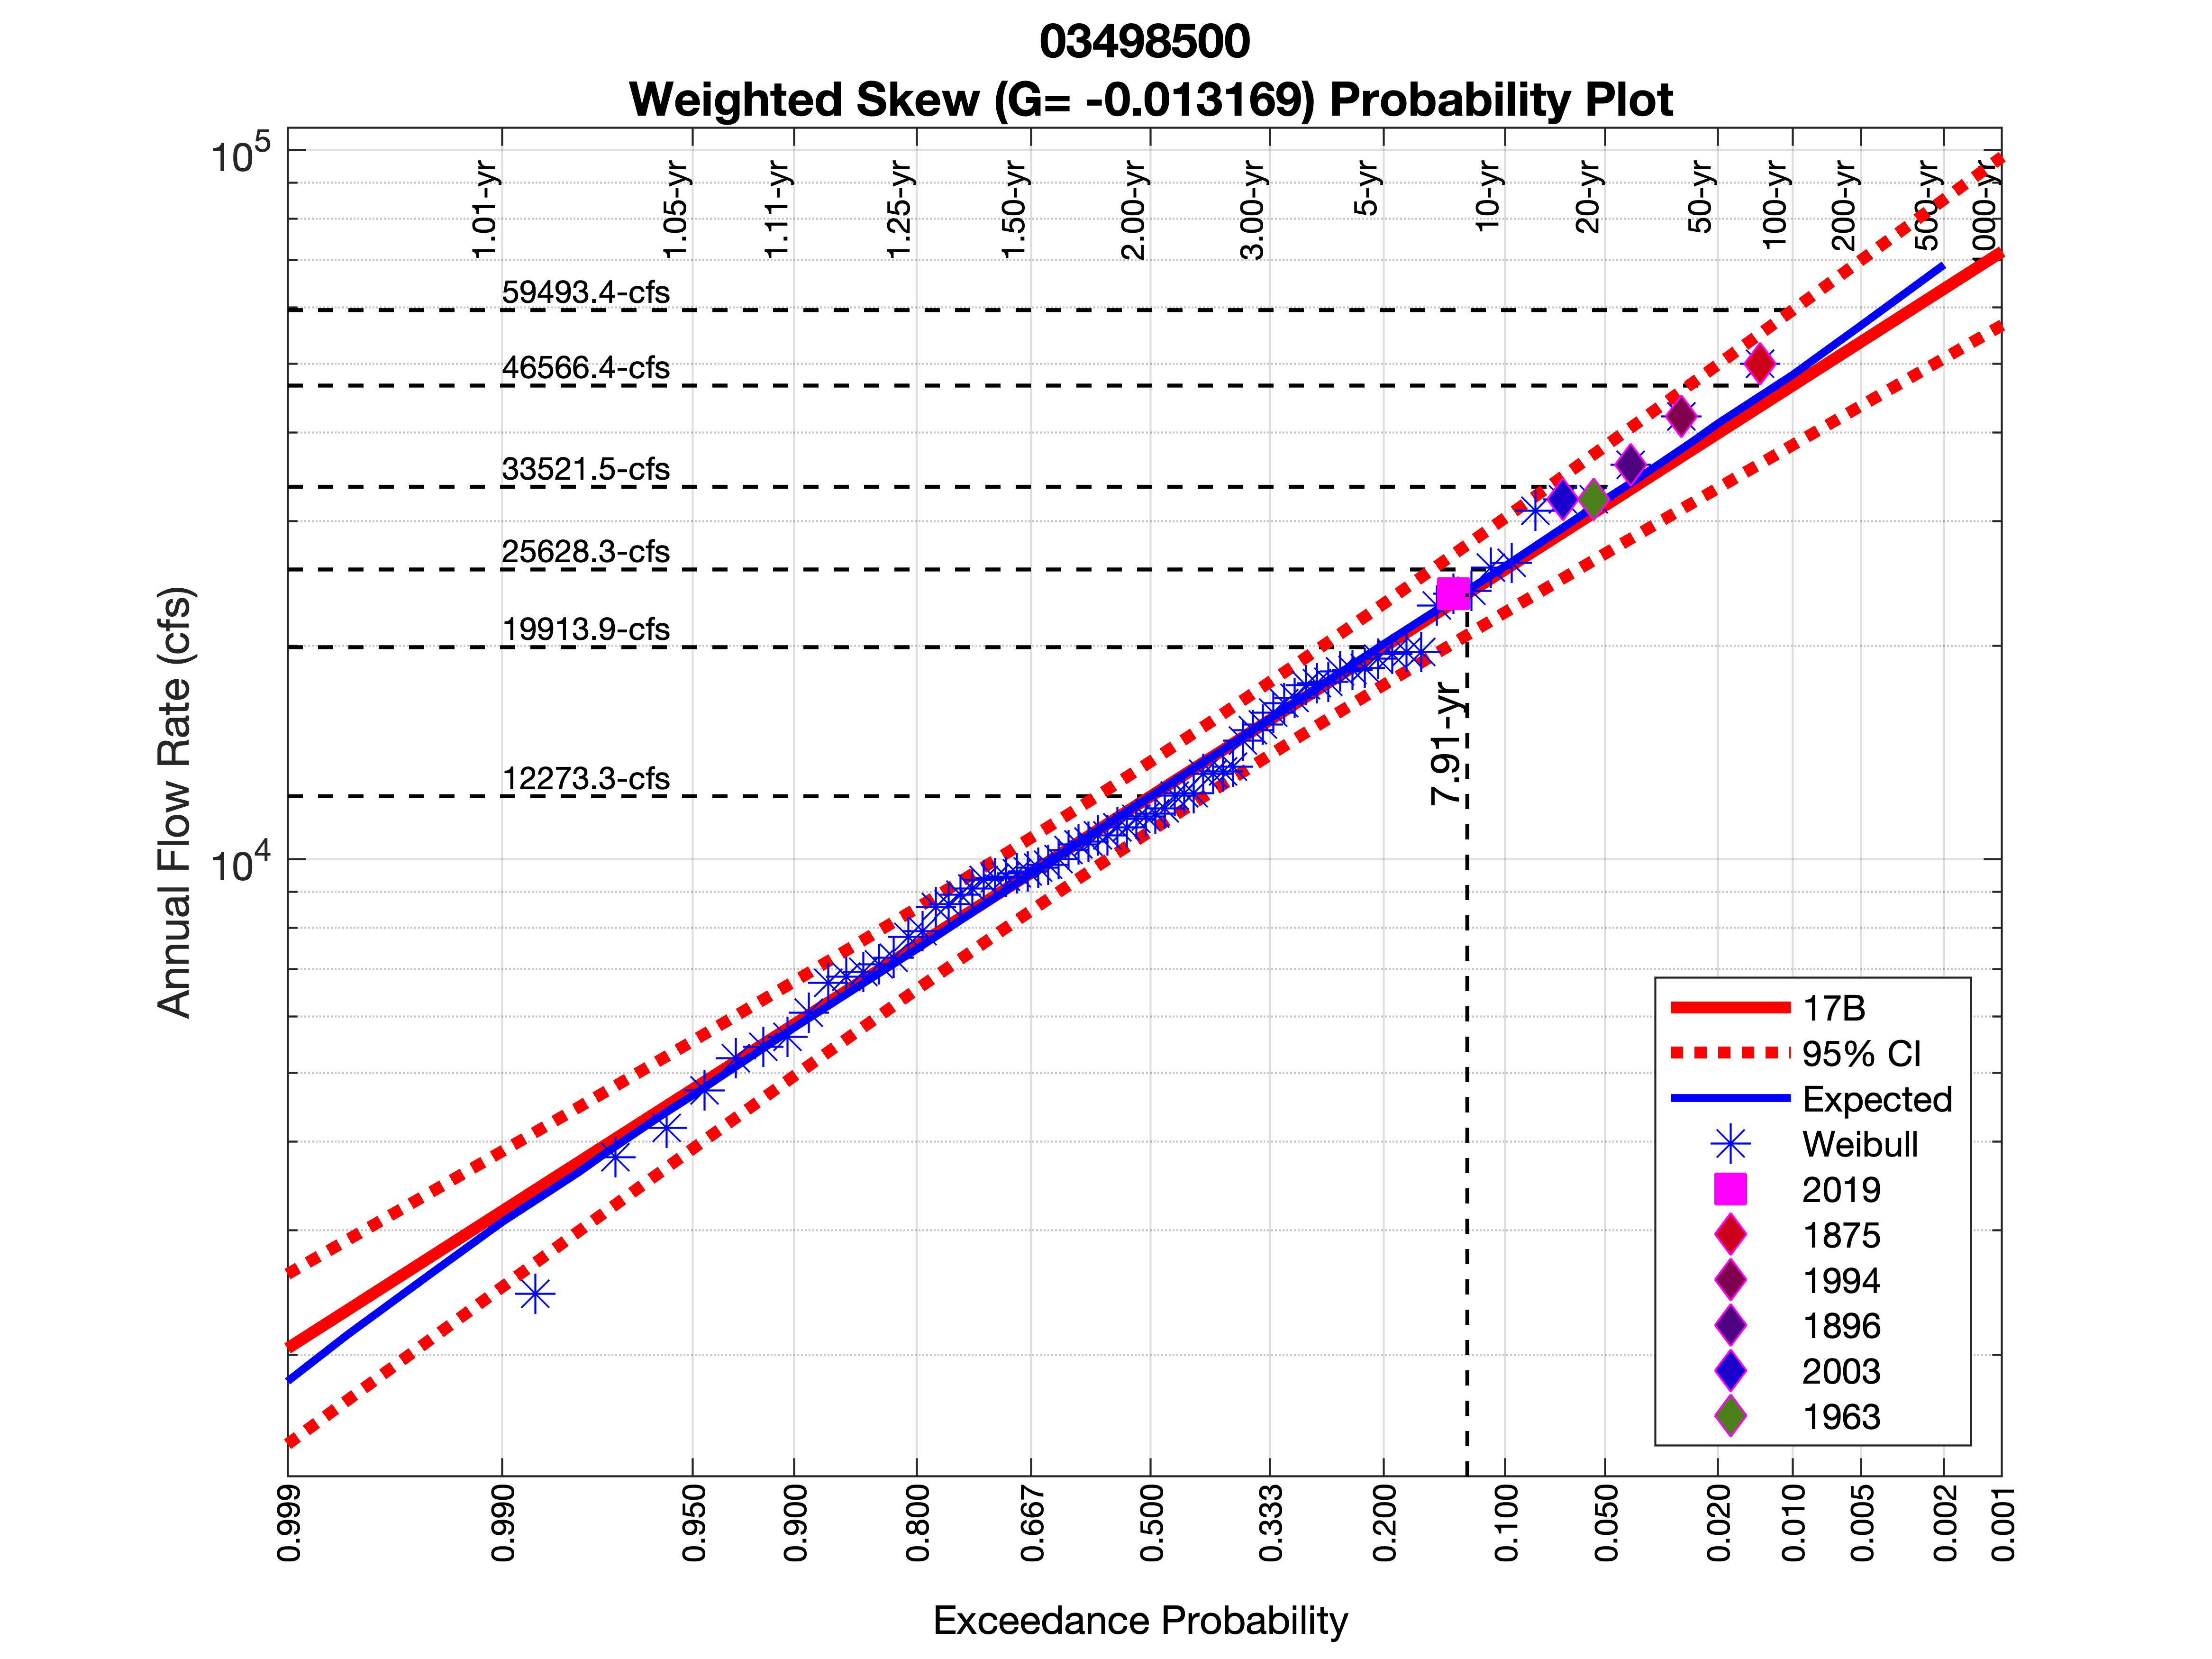 03498500
Weighted Skew (G= -0.013169) Probability Plot
10^5
10^4
Annual Flow Rate (cfs)
1.01-yr
1.05-yr
1.11-yr
1.25-yr
1.50-yr
2.00-yr
3.00-yr
5-yr
10-yr
20-yr
50-yr
100-yr
200-yr
500-yr
1000-yr
59493.4-cfs
46566.4-cfs
33521.5-cfs
25628.3-cfs
19913.9-cfs
12273.3-cfs
7.91-yr
17B
95% CI
Expected
Weibull
2019
1875
1994
1896
2003
1963
0.999
0.990
0.950
0.900
0.800
0.667
0.500
0.333
0.200
0.100
0.050
0.020
0.010
0.005
0.002
0.001
Exceedance Probability